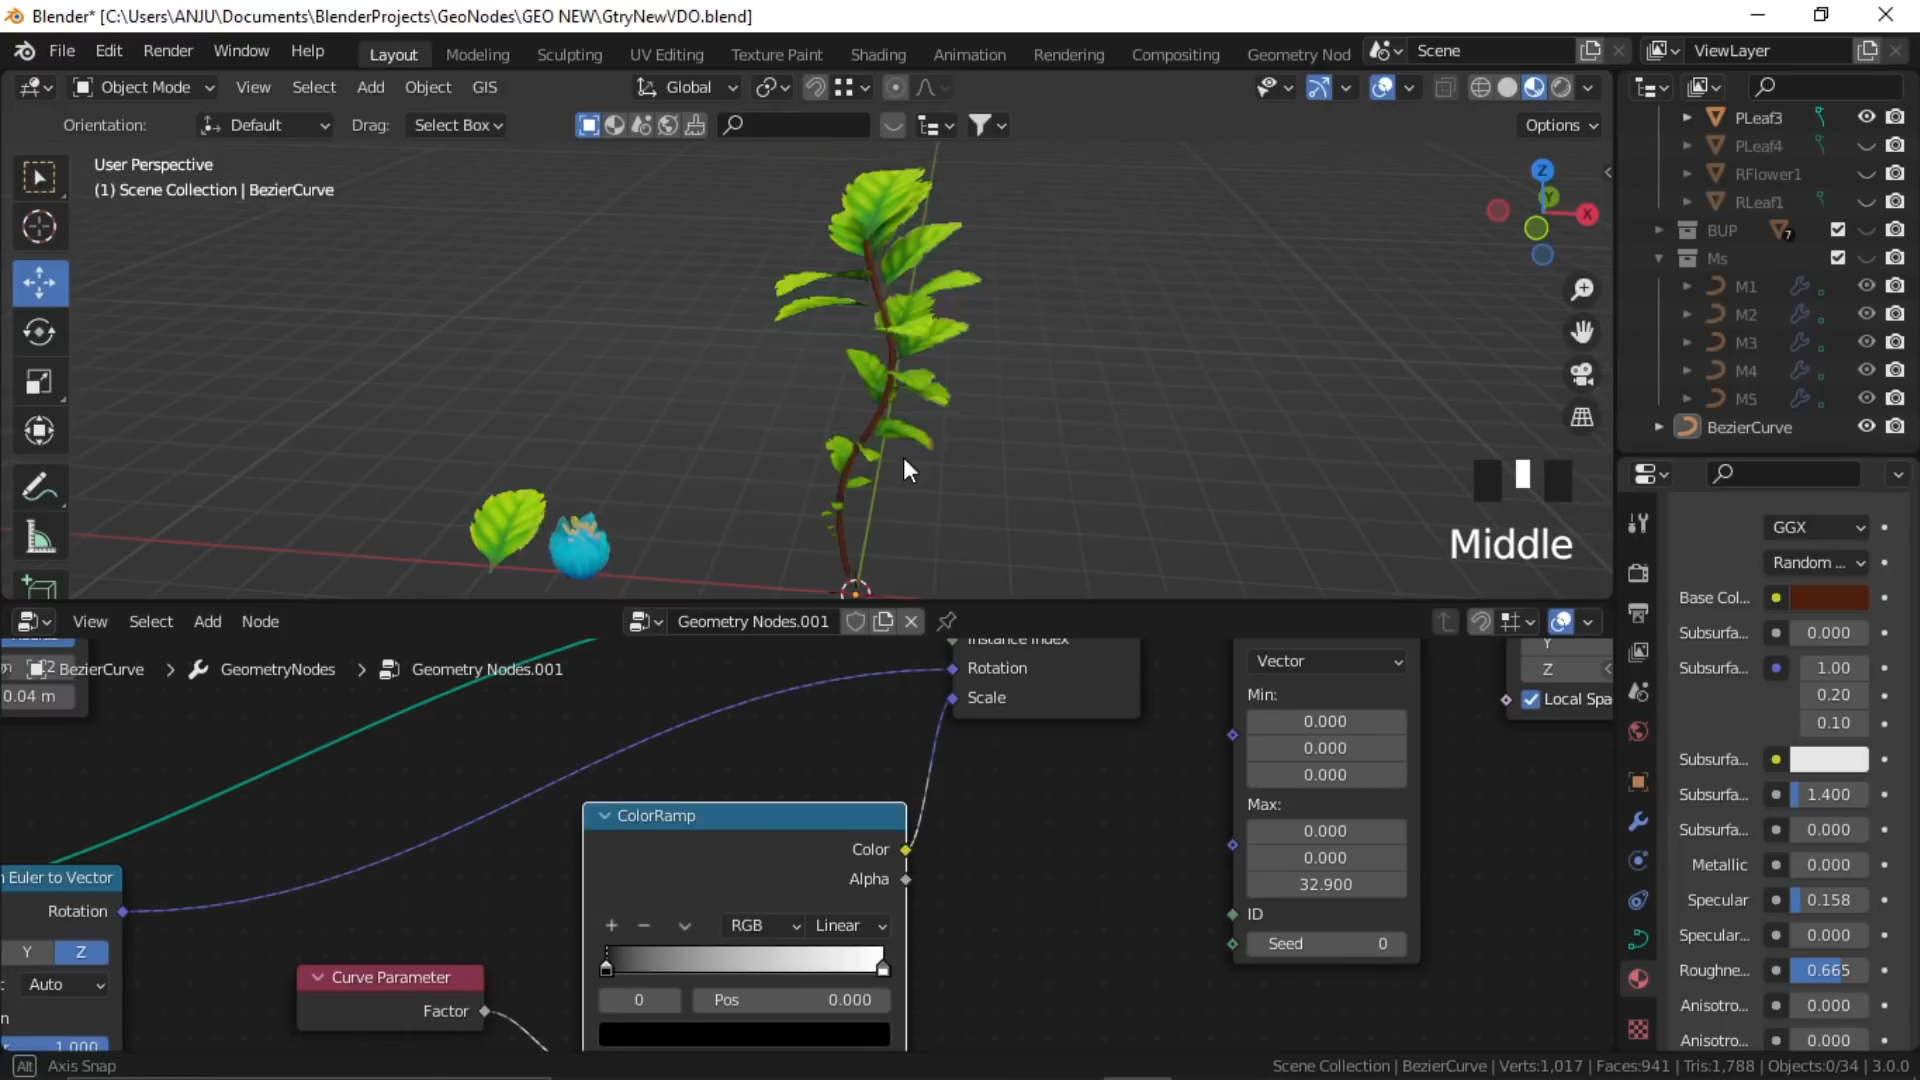 Blender* [C:\Users\ANJU\Documents\BlenderProjects\GeoNodes\GEO NEW\GtryNewVDO.blend]
File Edit Render Window Help Layout Modeling Sculpting UV Editing Texture Paint Shading Animation Rendering Compositing Geometry Nod Scene ViewLayer
Object Mode View Select Add Object GIS Global
Orientation: Default Drag: Select Box Options
User Perspective
(1) Scene Collection | BezierCurve
Z
Y
X
PLeaf3
PLeaf4
RFlower1
RLeaf1
BUP 7
Ms
M1
M2
M3
M4
M5
BezierCurve
Middle
View Select Add Node Geometry Nodes.001
BezierCurve > GeometryNodes > Geometry Nodes.001
0.04 m
Instance Index
Rotation
Scale
Euler to Vector
Rotation
Y Z
Auto
1.000
Curve Parameter
Factor
ColorRamp
Color
Alpha
+ − RGB Linear
0 Pos 0.000
Vector
Min:
0.000
0.000
0.000
Max:
0.000
0.000
32.900
ID
Seed 0
Y
Z
Local Spa
GGX
Random ...
Base Col...
Subsurfa... 0.000
Subsurfa... 1.00
0.20
0.10
Subsurfa...
Subsurfa... 1.400
Subsurfa... 0.000
Metallic 0.000
Specular 0.158
Specular... 0.000
Roughne... 0.665
Anisotro... 0.000
Anisotro... 0.000
Alt Axis Snap
Scene Collection | BezierCurve | Verts:1,017 | Faces:941 | Tris:1,788 | Objects:0/34 | 3.0.0